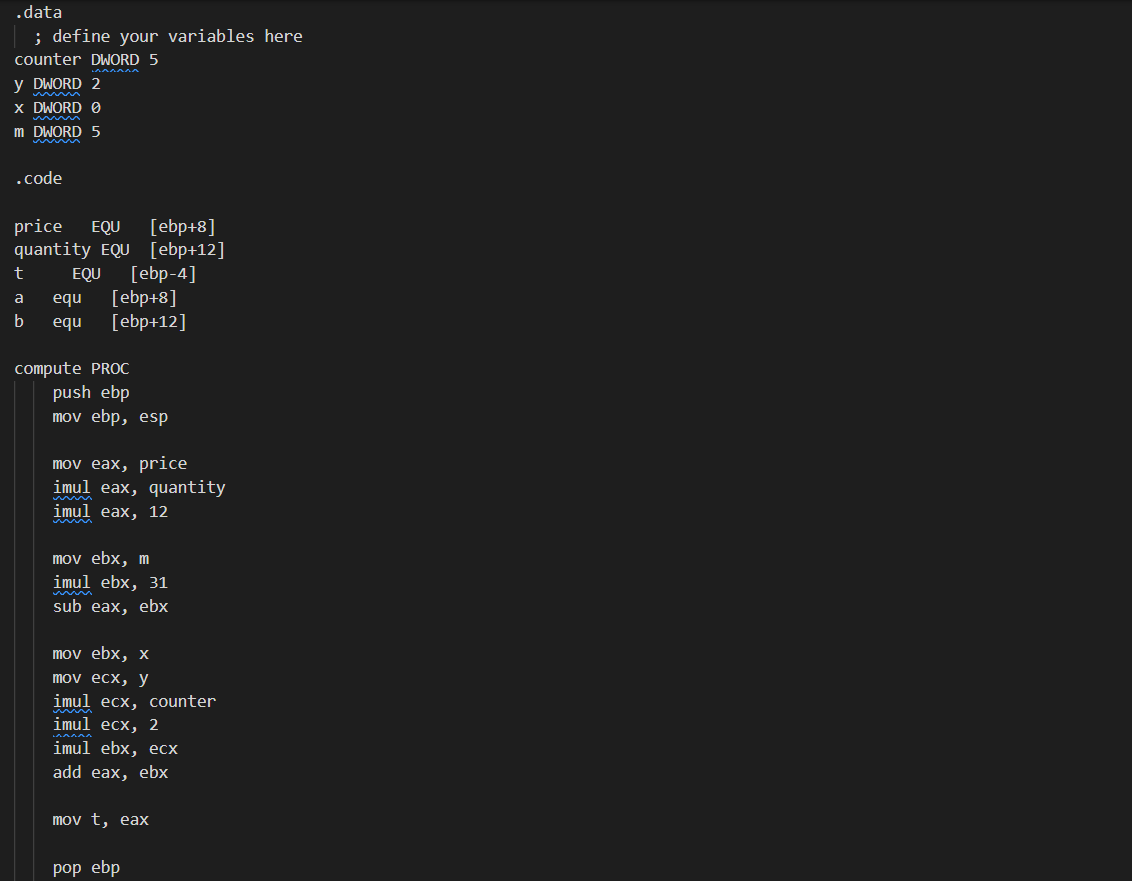 .data
; define your variables here
counter DWORD 5
y DWORD 2
x DWORD 0
m DWORD 5
.code
price EQU [ebp+8]
quantity EQU [ebp+12]
t EQU [ebp-4]
a equ [ebp+8]
b equ [ebp+12]
compute PROC
push ebp
mov ebp, esp
mov eax, price
imul eax, quantity
imul eax, 12
mov ebx, m
imul ebx, 31
sub eax, ebx
mov ebx, x
mov ecx, y
imul ecx, counter
imul ecx, 2
imul ebx, ecx
add eax, ebx
mov t, eax
pop ebp